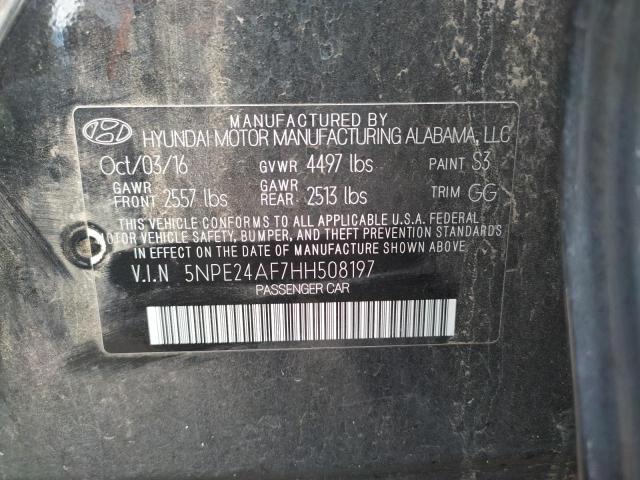 MANUFACTURED BY
HYUNDAI MOTOR MANUFACTURING ALABAMA, LLC
Oct/03/16 GVWR 4497 lbs PAINT S3
GAWR FRONT 2557 lbs GAWR REAR 2513 lbs TRIM GG
THIS VEHICLE CONFORMS TO ALL APPLICABLE U.S.A. FEDERAL
MOTOR VEHICLE SAFETY, BUMPER, AND THEFT PREVENTION STANDARDS
IN EFFECT ON THE DATE OF MANUFACTURE SHOWN ABOVE.
V.I.N 5NPE24AF7HH508197
PASSENGER CAR